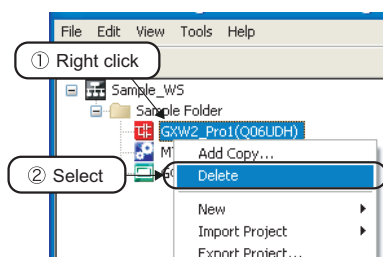 File Edit View Tools Help
① Right click
Sample_WS
Sample Folder
GXW2_Pro1(Q06UDH)
Add Copy...
② Select
Delete
New
Import Project
Export Project...